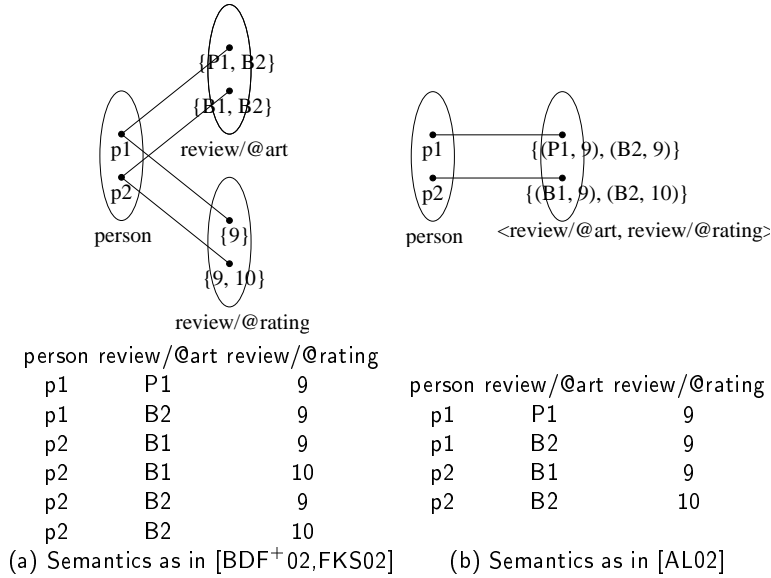 {P1, B2}
{B1, B2}
review/@art
p1
p2
person
{9}
{9, 10}
review/@rating
person review/@art review/@rating
p1 P1 9
p1 B2 9
p2 B1 9
p2 B1 10
p2 B2 9
p2 B2 10
(a) Semantics as in [BDF+02,FKS02]
p1
p2
person
{(P1, 9), (B2, 9)}
{(B1, 9), (B2, 10)}
<review/@art, review/@rating>
person review/@art review/@rating
p1 P1 9
p1 B2 9
p2 B1 9
p2 B2 10
(b) Semantics as in [AL02]